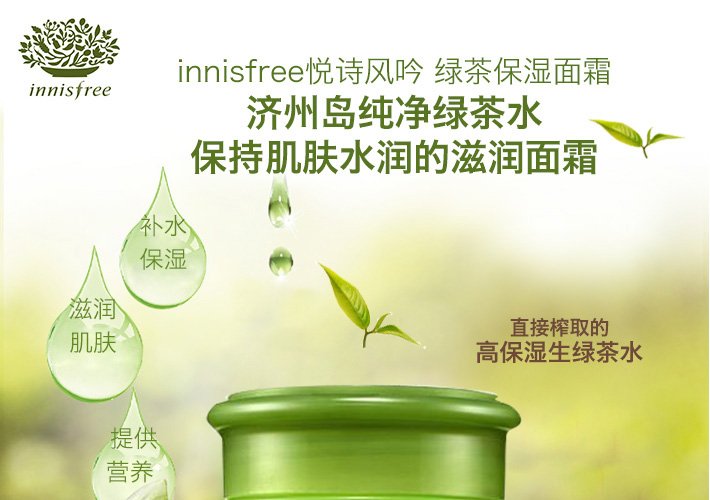 innisfree
innisfree悦诗风吟 绿茶保湿面霜
济州岛纯净绿茶水
保持肌肤水润的滋润面霜
补水
保湿
滋润
肌肤
直接榨取的
高保湿生绿茶水
提供
营养